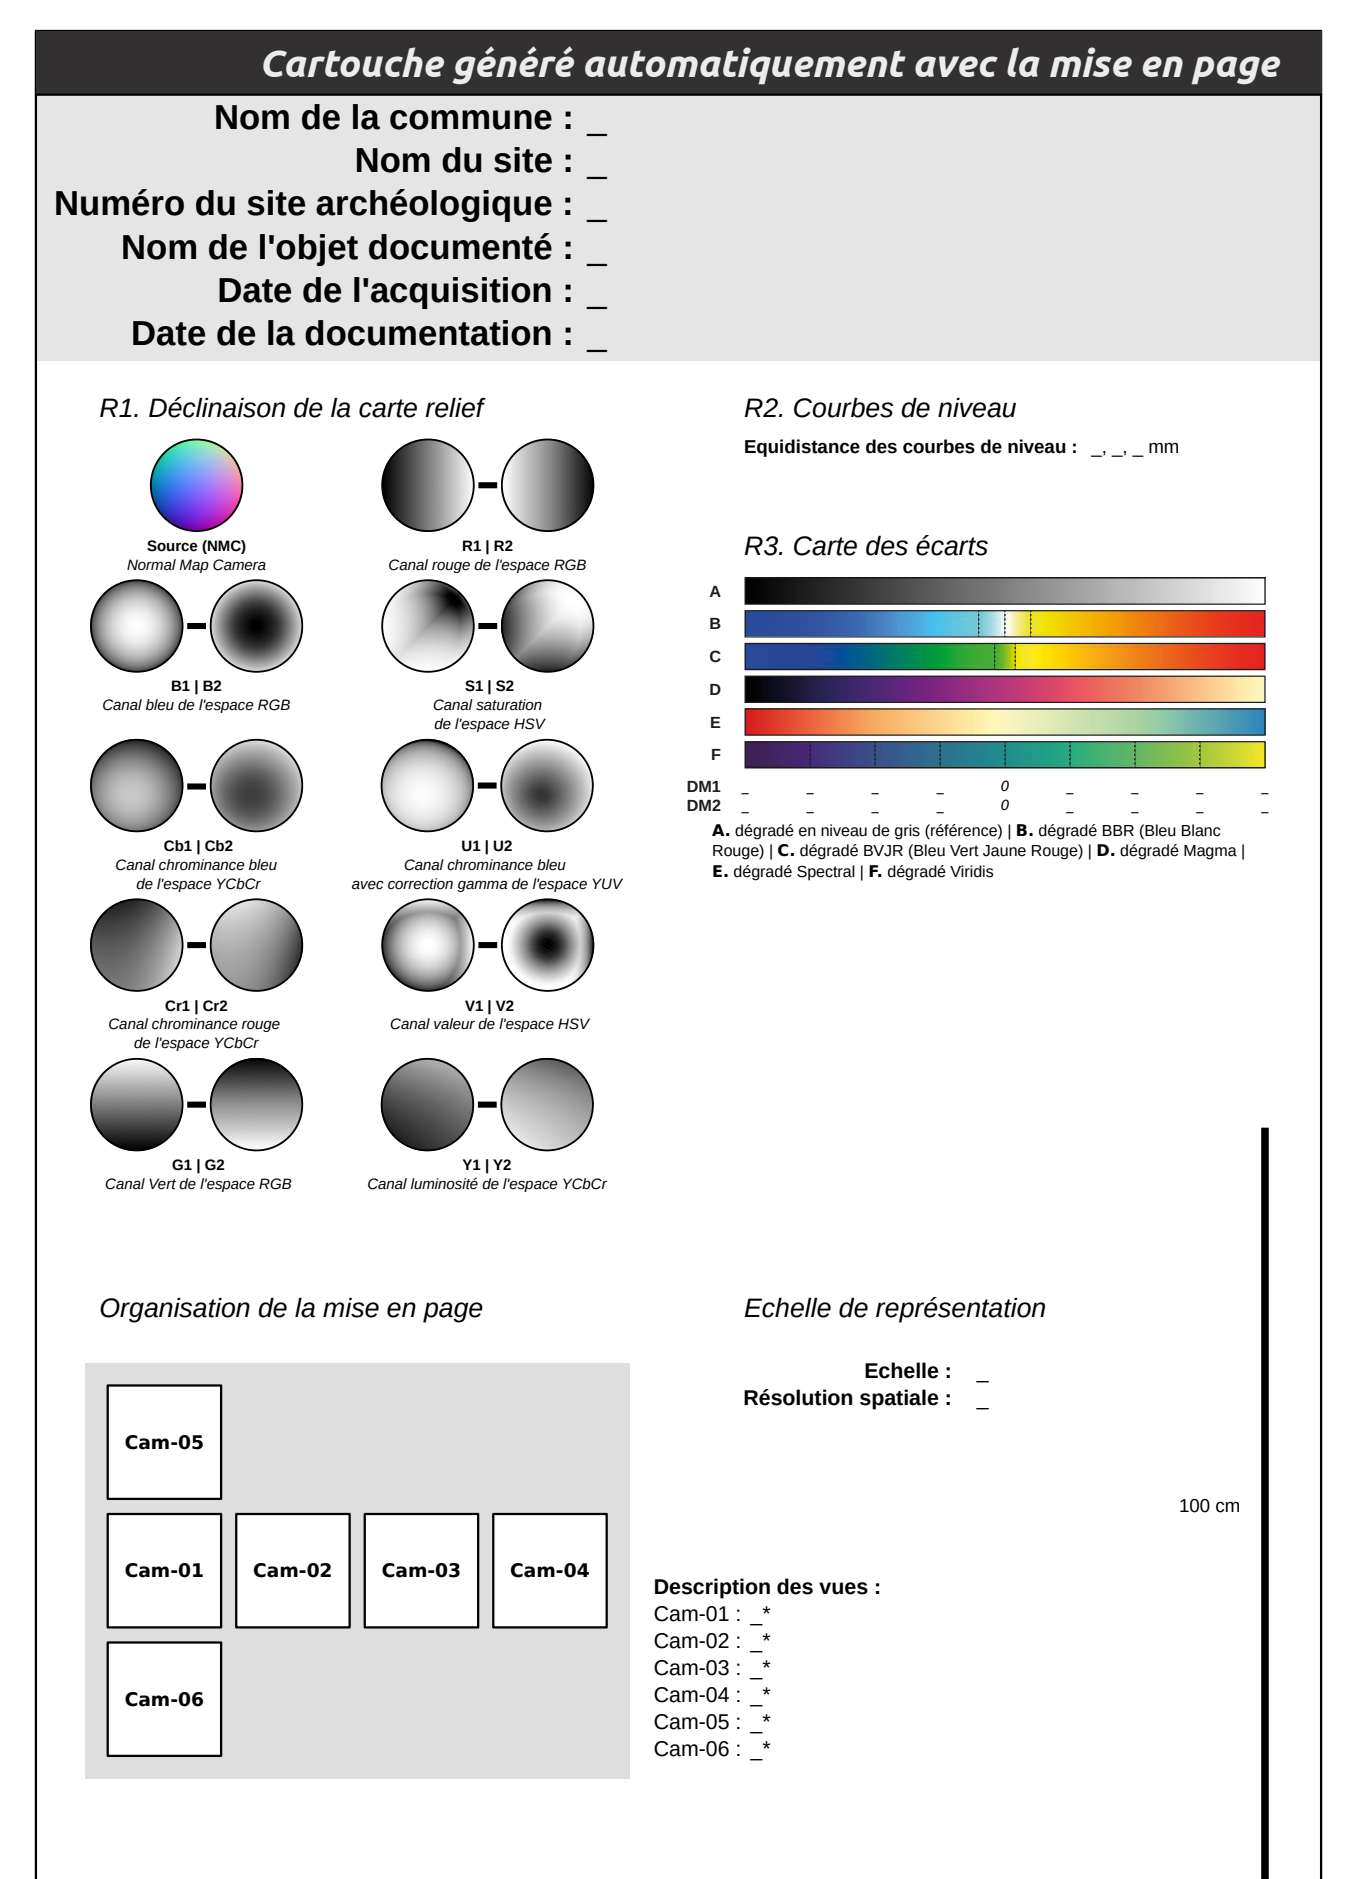 Cartouche généré automatiquement avec la mise en page
Nom de la commune : _
Nom du site : _
Numéro du site archéologique : _
Nom de l'objet documenté : _
Date de l'acquisition : _
Date de la documentation : _
R1. Déclinaison de la carte relief
Source (NMC)
Normal Map Camera
R1 | R2
Canal rouge de l'espace RGB
B1 | B2
Canal bleu de l'espace RGB
S1 | S2
Canal saturation
de l'espace HSV
Cb1 | Cb2
Canal chrominance bleu
de l'espace YCbCr
U1 | U2
Canal chrominance bleu
avec correction gamma de l'espace YUV
Cr1 | Cr2
Canal chrominance rouge
de l'espace YCbCr
V1 | V2
Canal valeur de l'espace HSV
G1 | G2
Canal Vert de l'espace RGB
Y1 | Y2
Canal luminosité de l'espace YCbCr
R2. Courbes de niveau
Equidistance des courbes de niveau : _, _, _ mm
R3. Carte des écarts
A
B
C
D
E
F
DM1 _ _ _ _ 0 _ _ _ _
DM2 _ _ _ _ 0 _ _ _ _
A. dégradé en niveau de gris (référence) | B. dégradé BBR (Bleu Blanc
Rouge) | C. dégradé BVJR (Bleu Vert Jaune Rouge) | D. dégradé Magma |
E. dégradé Spectral | F. dégradé Viridis
Organisation de la mise en page
Cam-05
Cam-01 Cam-02 Cam-03 Cam-04
Cam-06
Echelle de représentation
Echelle : _
Résolution spatiale : _
100 cm
Description des vues :
Cam-01 : _*
Cam-02 : _*
Cam-03 : _*
Cam-04 : _*
Cam-05 : _*
Cam-06 : _*